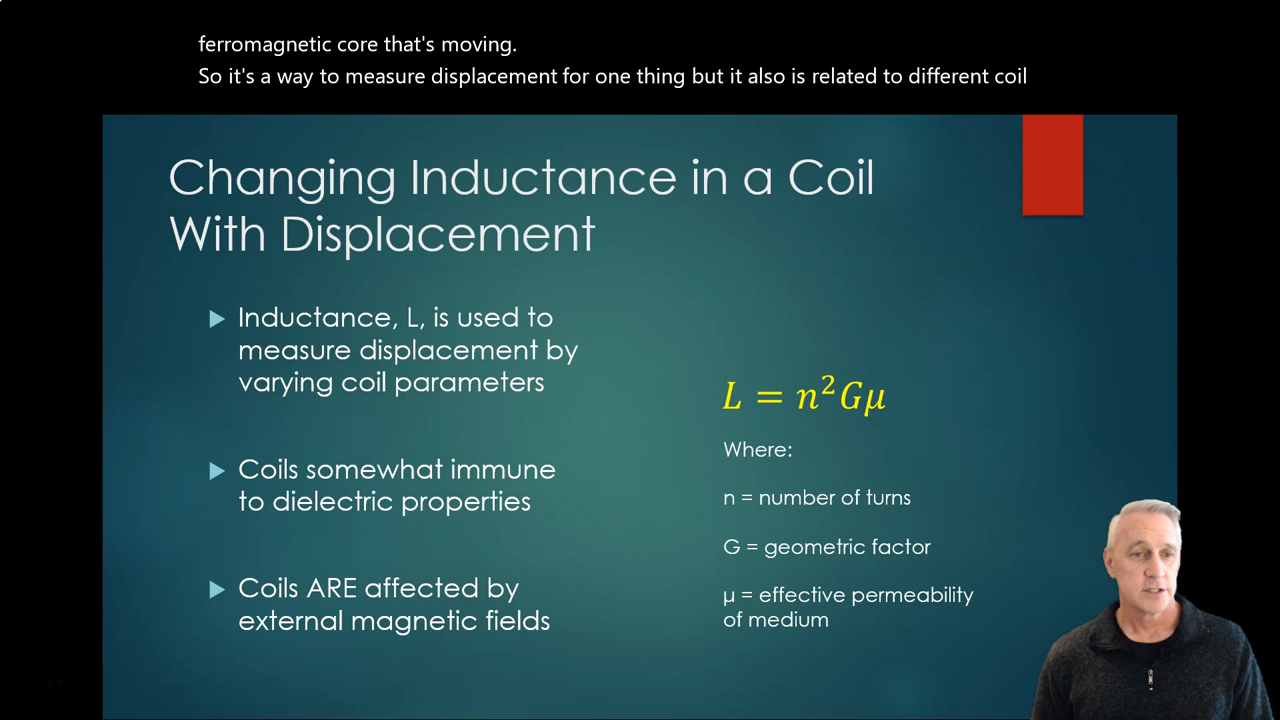 ferromagnetic core that's moving.
So it's a way to measure displacement for one thing but it also is related to different coil
Changing Inductance in a Coil
With Displacement
Inductance, L, is used to
measure displacement by
varying coil parameters
Coils somewhat immune
to dielectric properties
Coils ARE affected by
external magnetic fields
L = n²Gµ
Where:
n = number of turns
G = geometric factor
µ = effective permeability
of medium